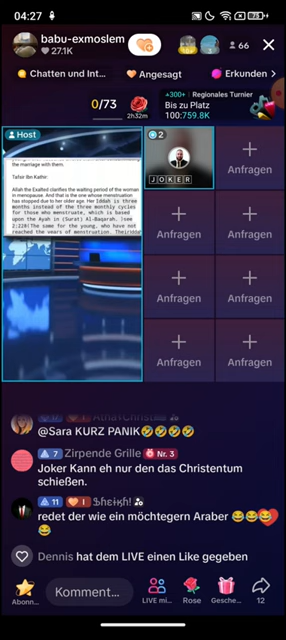 04:27
75
babu-exmoslem
27.1K
66
Chatten und Int...
Angesagt
Erkunden
0/73
2h32m
+300
Regionales Turnier
Bis zu Platz
100:759.8K
Host
the marriage with them.
Tafsir Ibn Kathir:
Allah the Exalted clarifies the waiting period of the woman
in menopause. And that is the one whose menstruation
has stopped due to her older age. Her Iddah is three
months instead of the three monthly cycles
for those who menstruate, which is based
upon the Ayah in (Surat) Al-Baqarah. [see
2:228]The same for the young, who have not
reached the years of menstruation. Their
2
JOKER
Anfragen
Anfragen
Anfragen
Anfragen
Anfragen
Anfragen
Anfragen
@Sara KURZ PANIK🤣🤣🤣🤣
7 Zirpende Grille Nr. 3
Joker Kann eh nur den das Christentum
schießen.
11 I
redet der wie ein möchtegern Araber 😂😂
😂
Dennis hat dem LIVE einen Like gegeben
Abonn...
Komment...
LIVE mi...
Rose
Gesche...
12